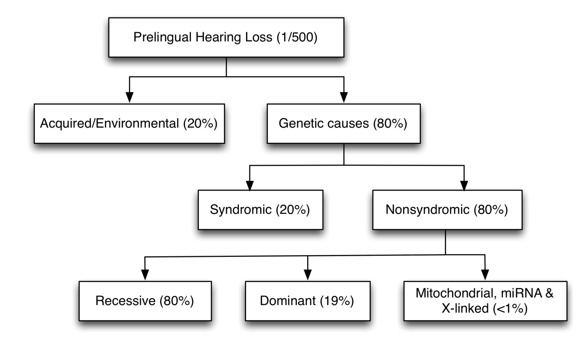 Prelingual Hearing Loss (1/500)
Acquired/Environmental (20%)
Genetic causes (80%)
Syndromic (20%)
Nonsyndromic (80%)
Recessive (80%)
Dominant (19%)
Mitochondrial, miRNA &
X-linked (<1%)